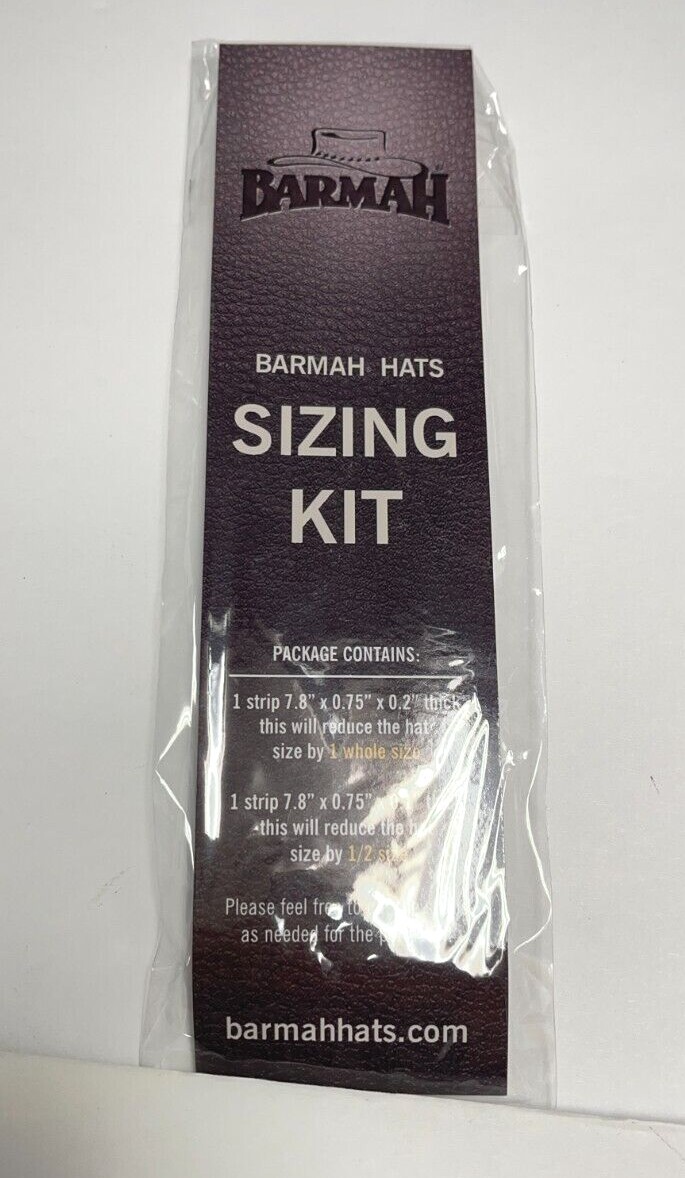 BARMAH
BARMAH HATS
SIZING
KIT
PACKAGE CONTAINS:
1 strip 7.8" x 0.75" x 0.2" thick
this will reduce the hat
size by 1 whole size
1 strip 7.8" x 0.75"
this will reduce the
size by 1/2
Please feel free to
as needed for the
barmahhats.com